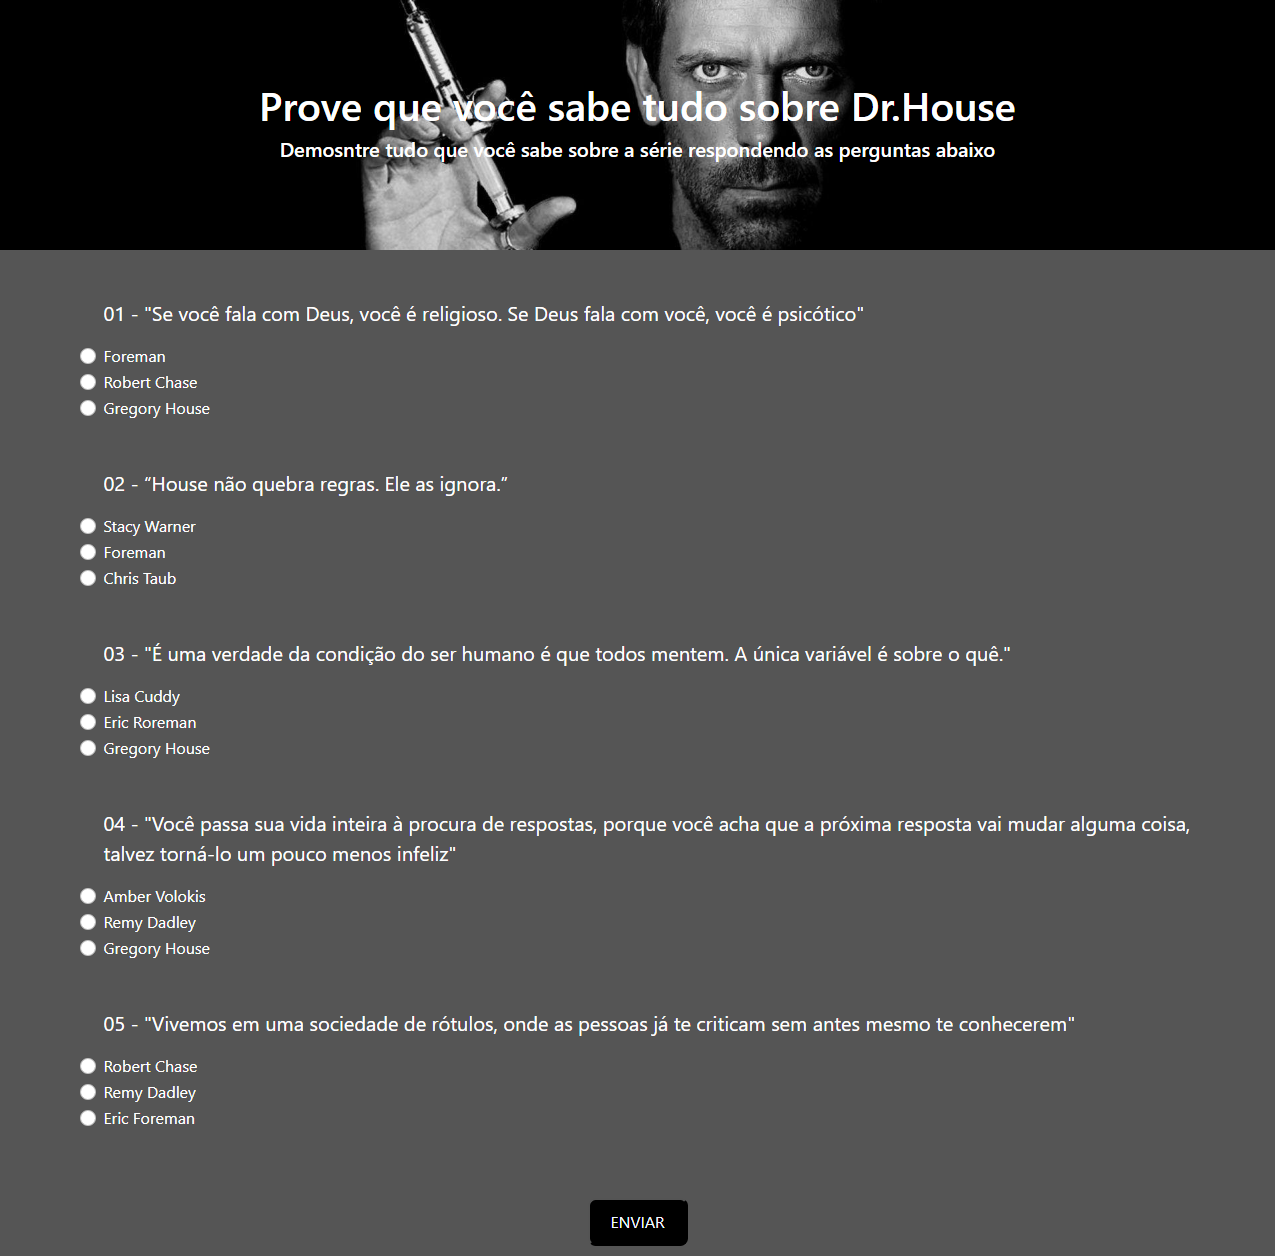 Prove que você sabe tudo sobre Dr.House
Demosntre tudo que você sabe sobre a série respondendo as perguntas abaixo
01 - "Se você fala com Deus, você é religioso. Se Deus fala com você, você é psicótico"
Foreman
Robert Chase
Gregory House
02 - “House não quebra regras. Ele as ignora.”
Stacy Warner
Foreman
Chris Taub
03 - "É uma verdade da condição do ser humano é que todos mentem. A única variável é sobre o quê."
Lisa Cuddy
Eric Roreman
Gregory House
04 - "Você passa sua vida inteira à procura de respostas, porque você acha que a próxima resposta vai mudar alguma coisa,
talvez torná-lo um pouco menos infeliz"
Amber Volokis
Remy Dadley
Gregory House
05 - "Vivemos em uma sociedade de rótulos, onde as pessoas já te criticam sem antes mesmo te conhecerem"
Robert Chase
Remy Dadley
Eric Foreman
ENVIAR